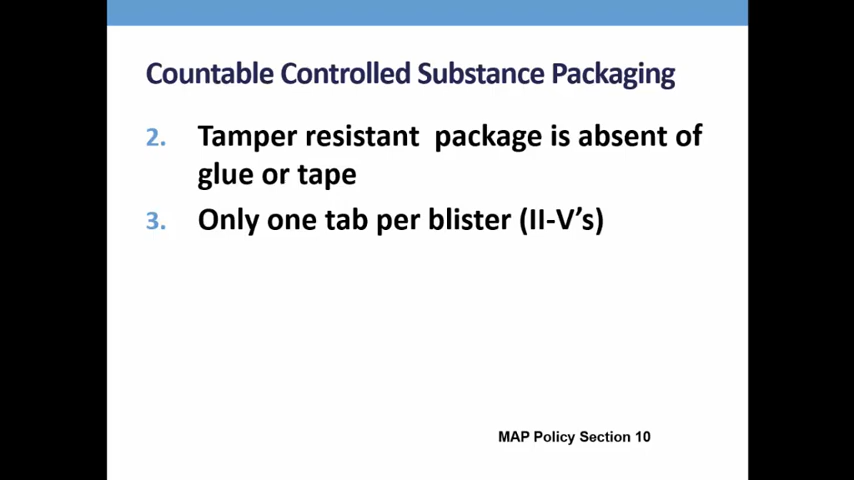 Countable Controlled Substance Packaging
2. Tamper resistant package is absent of
glue or tape
3. Only one tab per blister (II-V’s)
MAP Policy Section 10